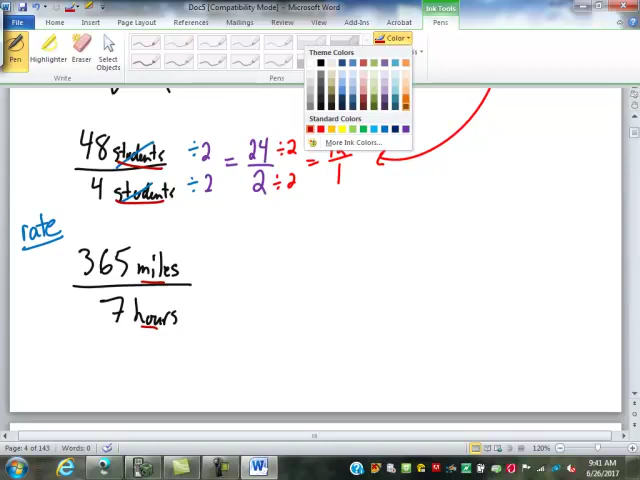 Doc5 [Compatibility Mode] - Microsoft Word
Ink Tools
File Home Insert Page Layout References Mailings Review View Add-Ins Acrobat Pens
Pen Highlighter Eraser Select Objects
Color
Write
Pens
Theme Colors
Standard Colors
More Ink Colors...
48 students ÷2 = 24 ÷2 =
4 students ÷2 2 ÷2 1
rate
365 miles
7 hours
Page: 4 of 143 Words: 0 120%
9:41 AM
6/26/2017